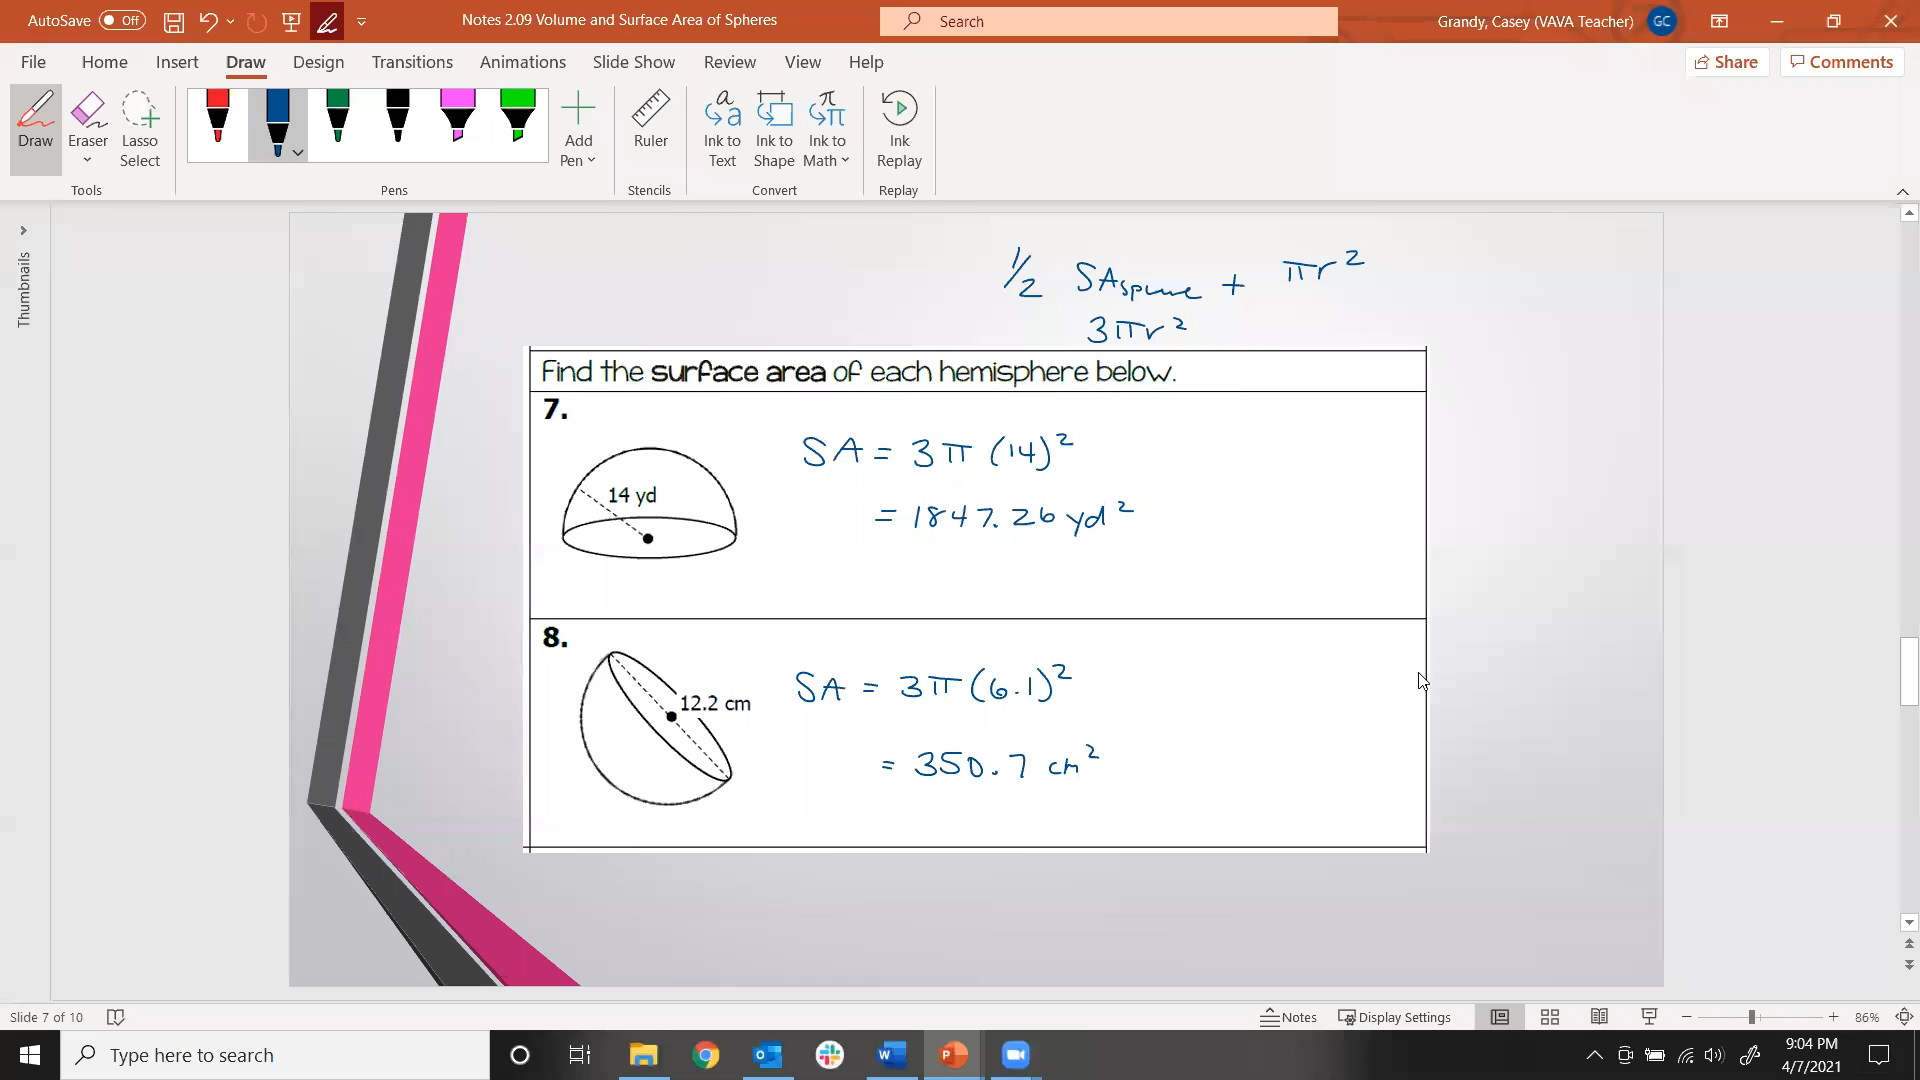 AutoSave Off
Notes 2.09 Volume and Surface Area of Spheres
Search
Grandy, Casey (VAVA Teacher) GC
File Home Insert Draw Design Transitions Animations Slide Show Review View Help
Share Comments
Draw
Eraser
Lasso Select
Add Pen
Ruler
Ink to Text
Ink to Shape
Ink to Math
Ink Replay
Tools Pens Stencils Convert Replay
Thumbnails
1/2 SA + πr²
3πr²
Find the surface area of each hemisphere below.
7.
14 yd
SA = 3π (14)²
= 1847.26 yd²
8.
12.2 cm
SA = 3π (6.1)²
= 350.7 cm²
Slide 7 of 10
Notes Display Settings 86%
Type here to search
9:04 PM
4/7/2021